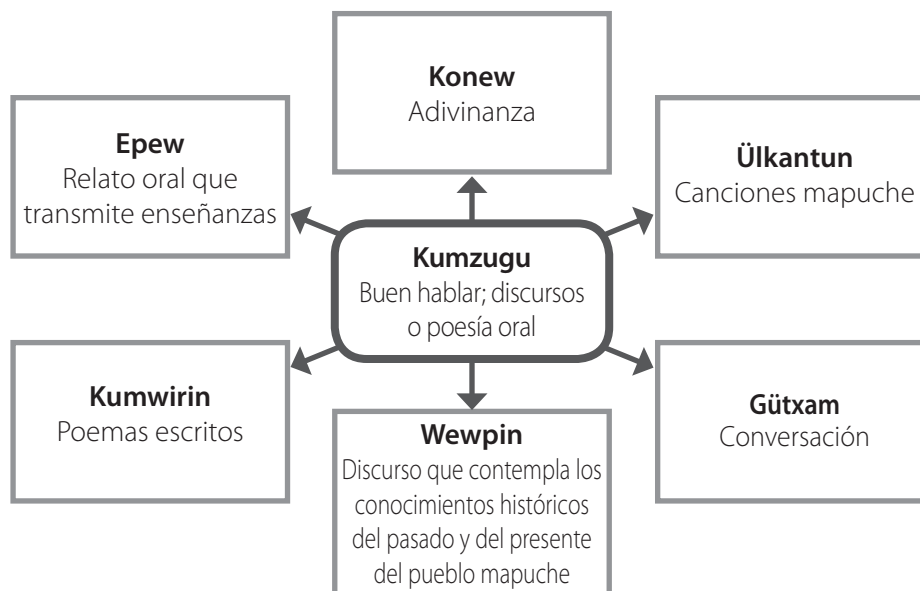 Konew
Adivinanza
Epew
Relato oral que
transmite enseñanzas
Ülkantun
Canciones mapuche
Kumzugu
Buen hablar; discursos
o poesía oral
Kumwirin
Poemas escritos
Wewpin
Discurso que contempla los
conocimientos históricos
del pasado y del presente
del pueblo mapuche
Gütxam
Conversación